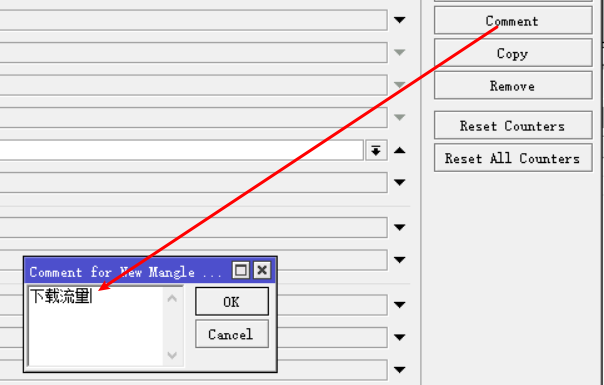 Comment
Copy
Remove
Reset Counters
Reset All Counters
Comment for New Mangle ...
下载流量
OK
Cancel